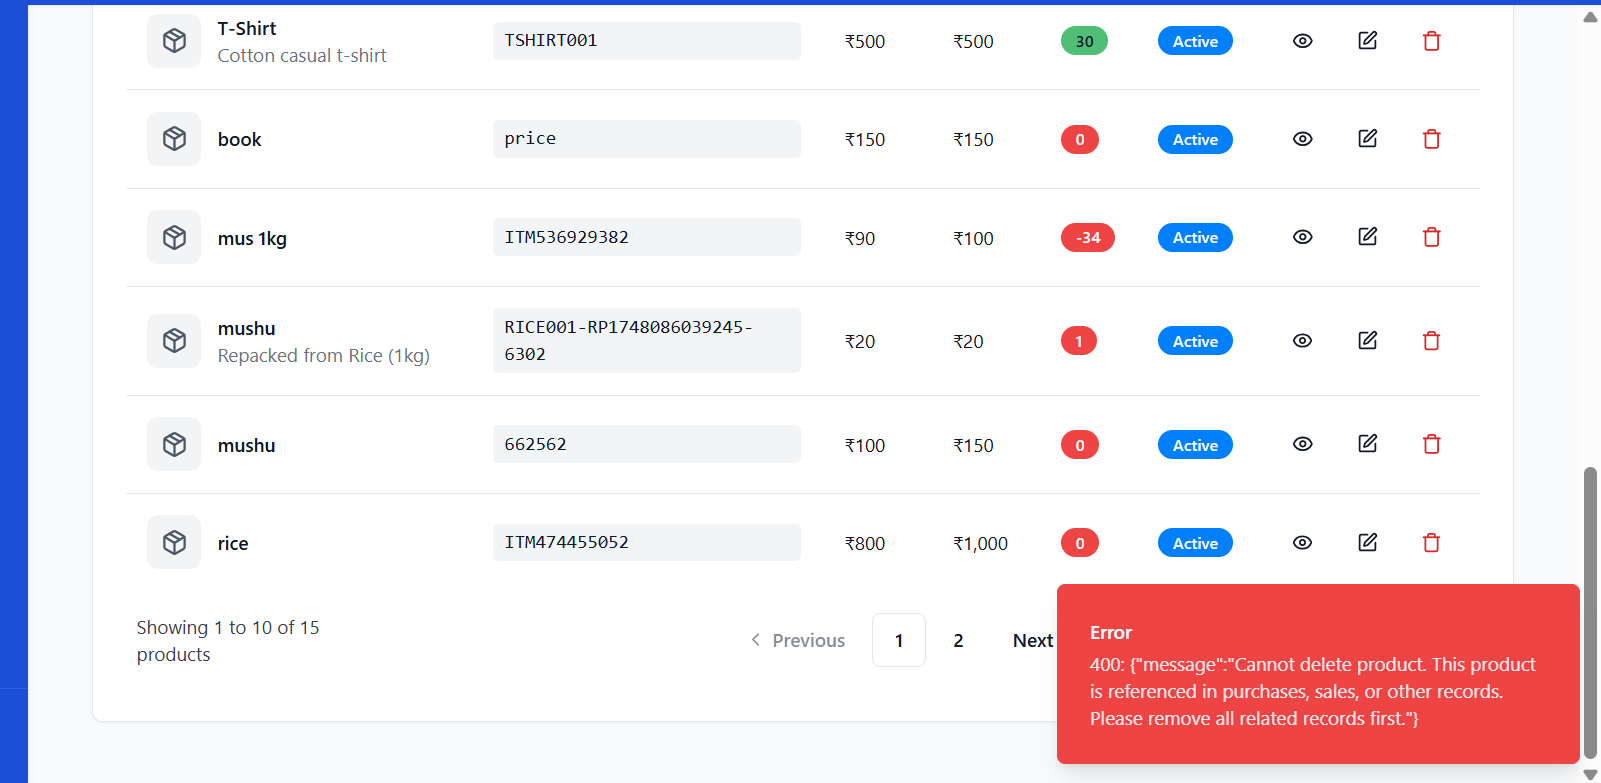 T-Shirt
Cotton casual t-shirt
TSHIRT001
₹500
₹500
30
Active
book
price
₹150
₹150
0
Active
mus 1kg
ITM536929382
₹90
₹100
-34
Active
mushu
Repacked from Rice (1kg)
RICE001-RP1748086039245-
6302
₹20
₹20
1
Active
mushu
662562
₹100
₹150
0
Active
rice
ITM474455052
₹800
₹1,000
0
Active
Showing 1 to 10 of 15
products
Previous
1
2
Next
Error
400: {"message":"Cannot delete product. This product
is referenced in purchases, sales, or other records.
Please remove all related records first."}